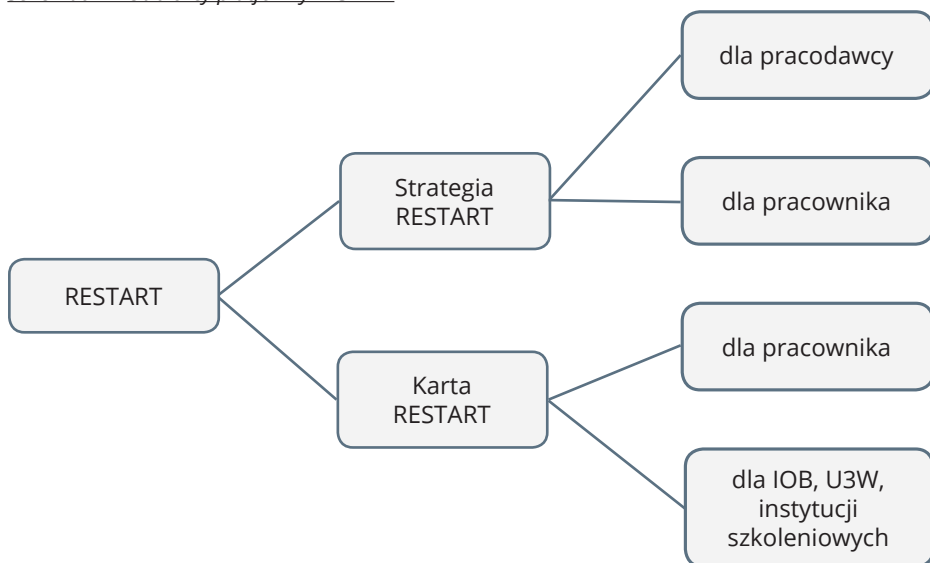 dla pracodawcy
Strategia
RESTART
dla pracownika
RESTART
dla pracownika
Karta
RESTART
dla IOB, U3W,
instytucji
szkoleniowych